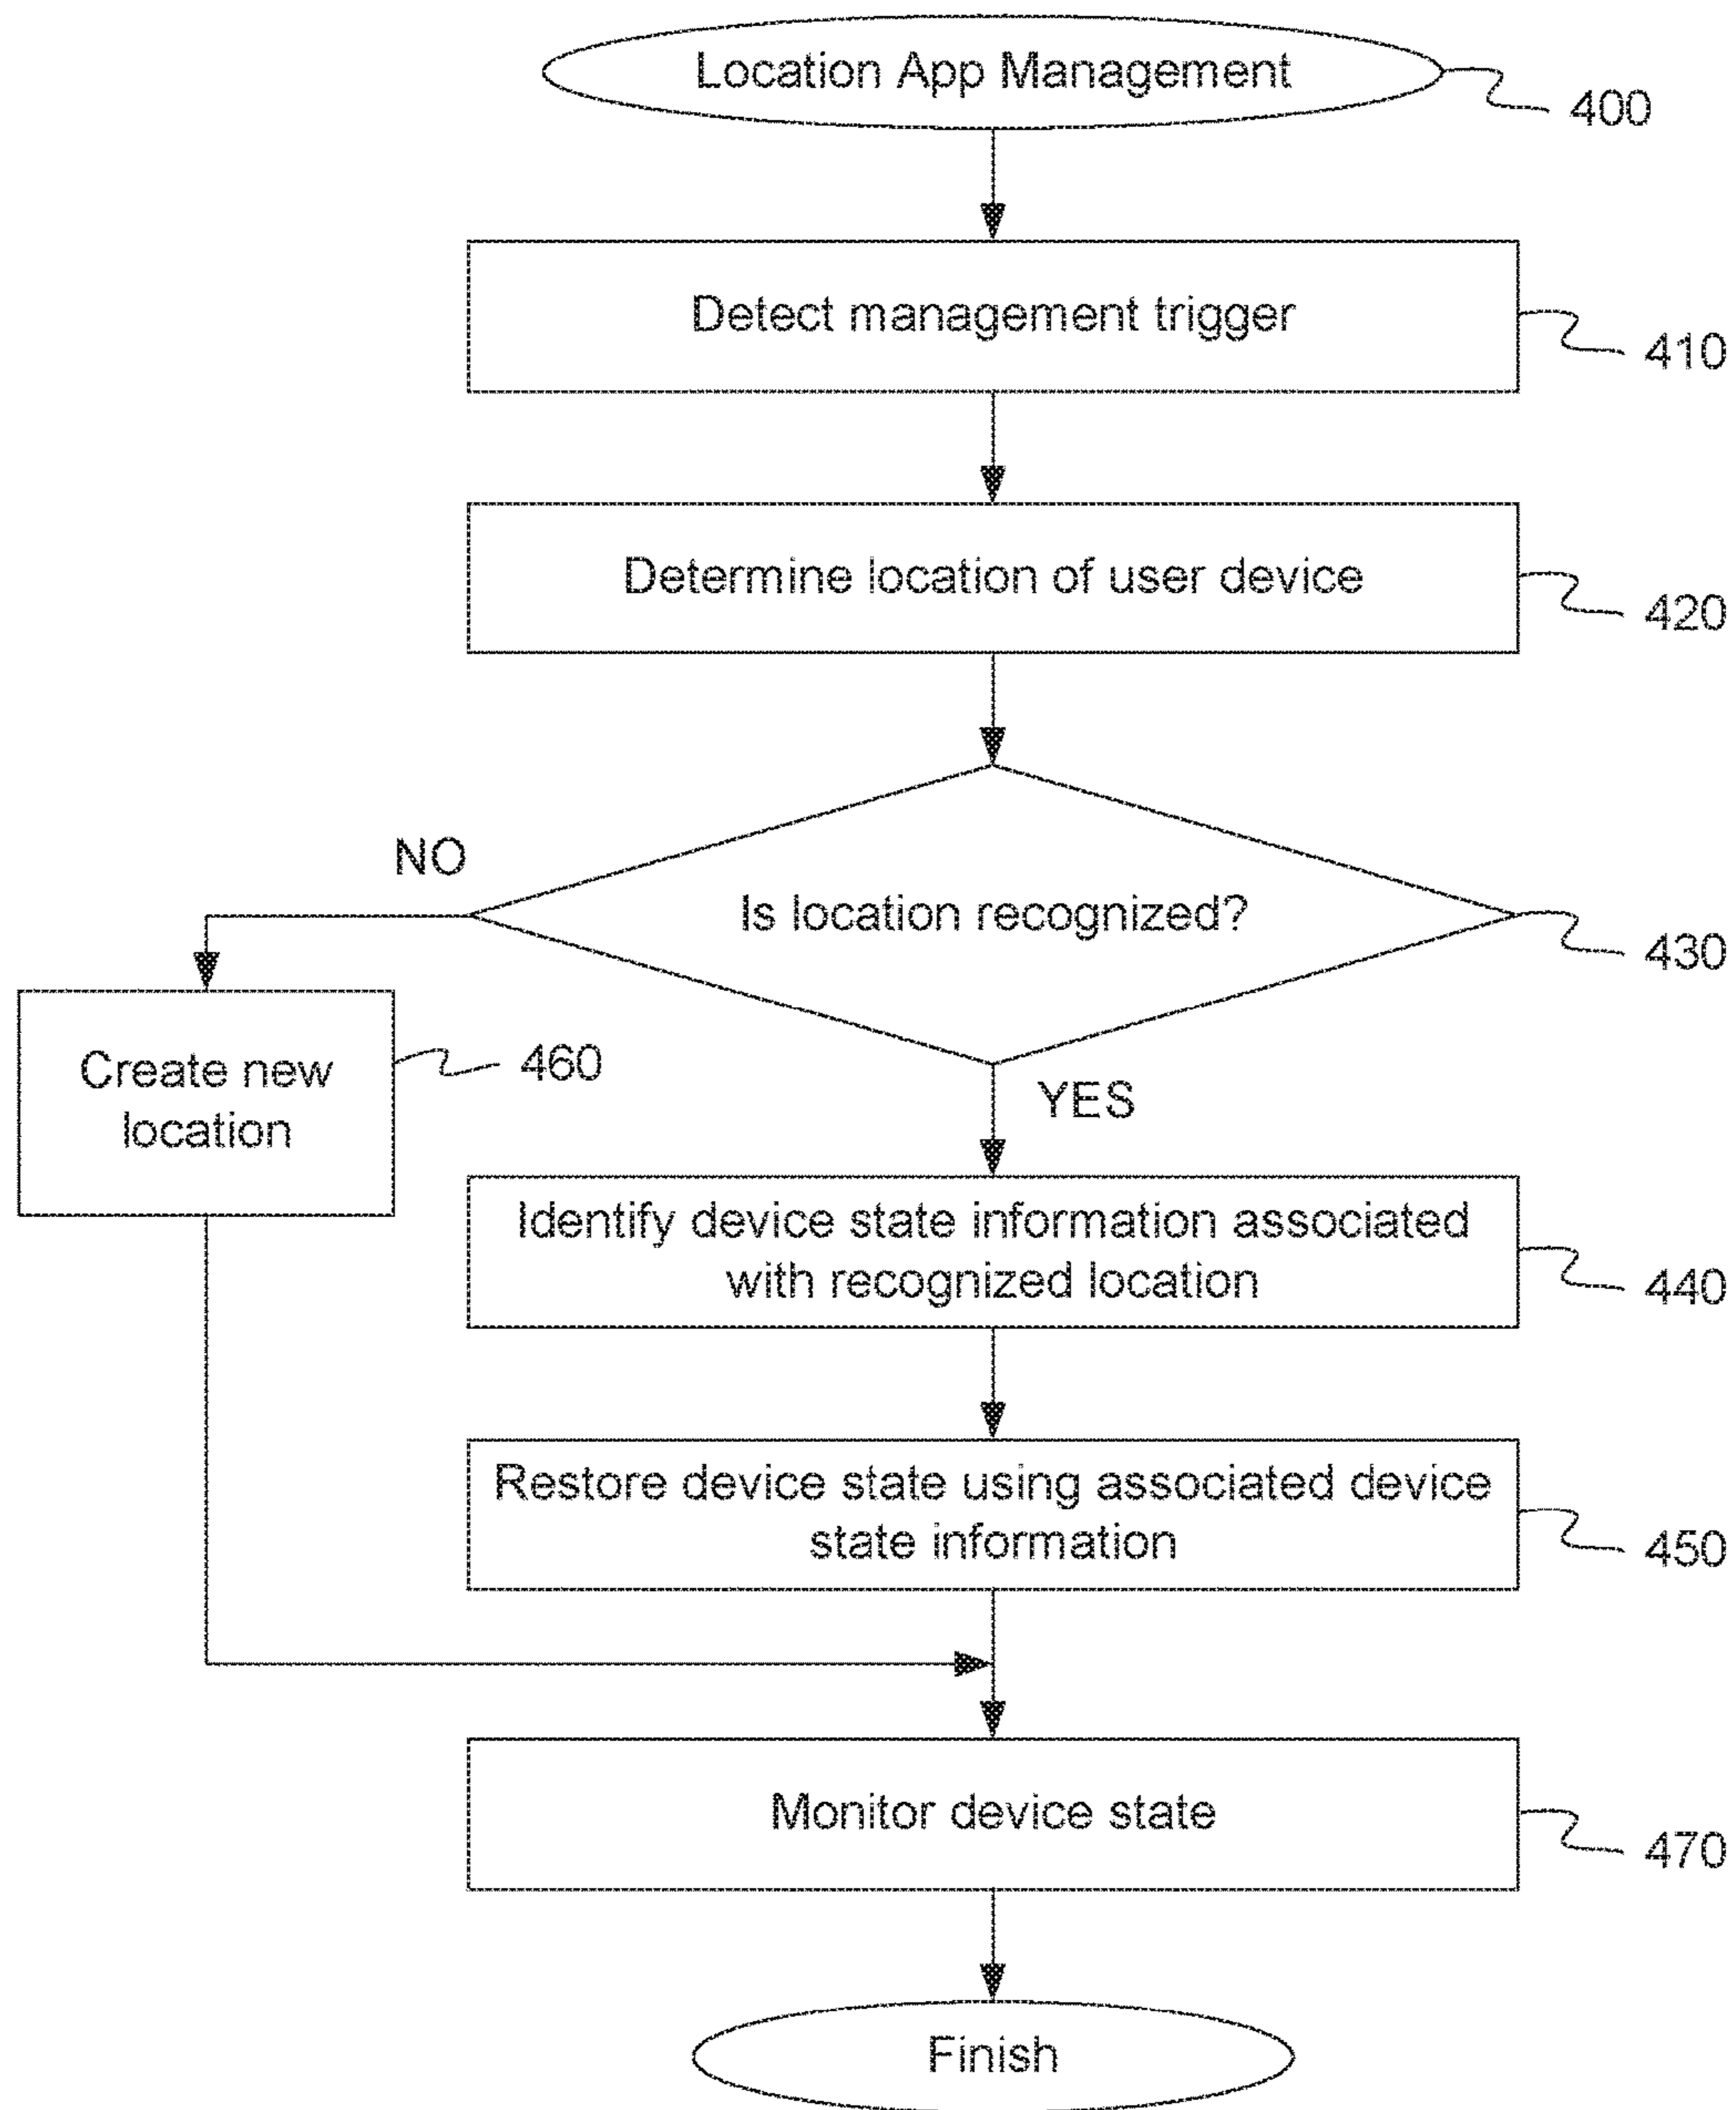 Location App Management
400
Detect management trigger
410
Determine location of user device
420
NO
Is location recognized?
430
Create new
location
460
YES
Identify device state information associated
with recognized location
440
Restore device state using associated device
state information
450
Monitor device state
470
Finish